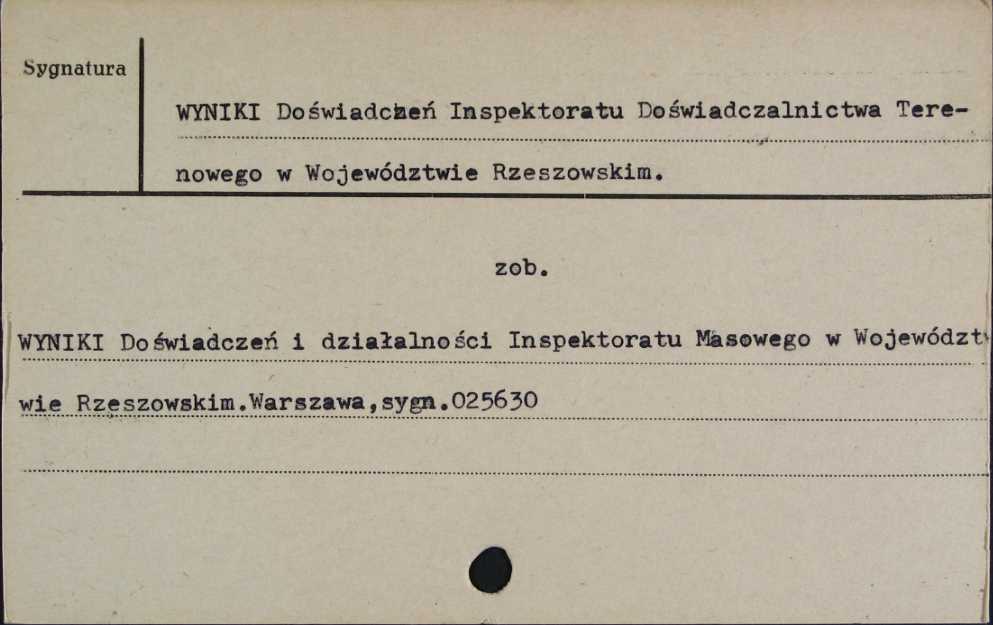 Sygnatura
WYNIKI Doświadczeń Inspektoratu Doświadczalnictwa Tere-
nowego w Województwie Rzeszowskim.
zob.
WYNIKI Doświadczeń i działalności Inspektoratu Masowego w Województ
wie Rzeszowskim.Warszawa,sygn.025630